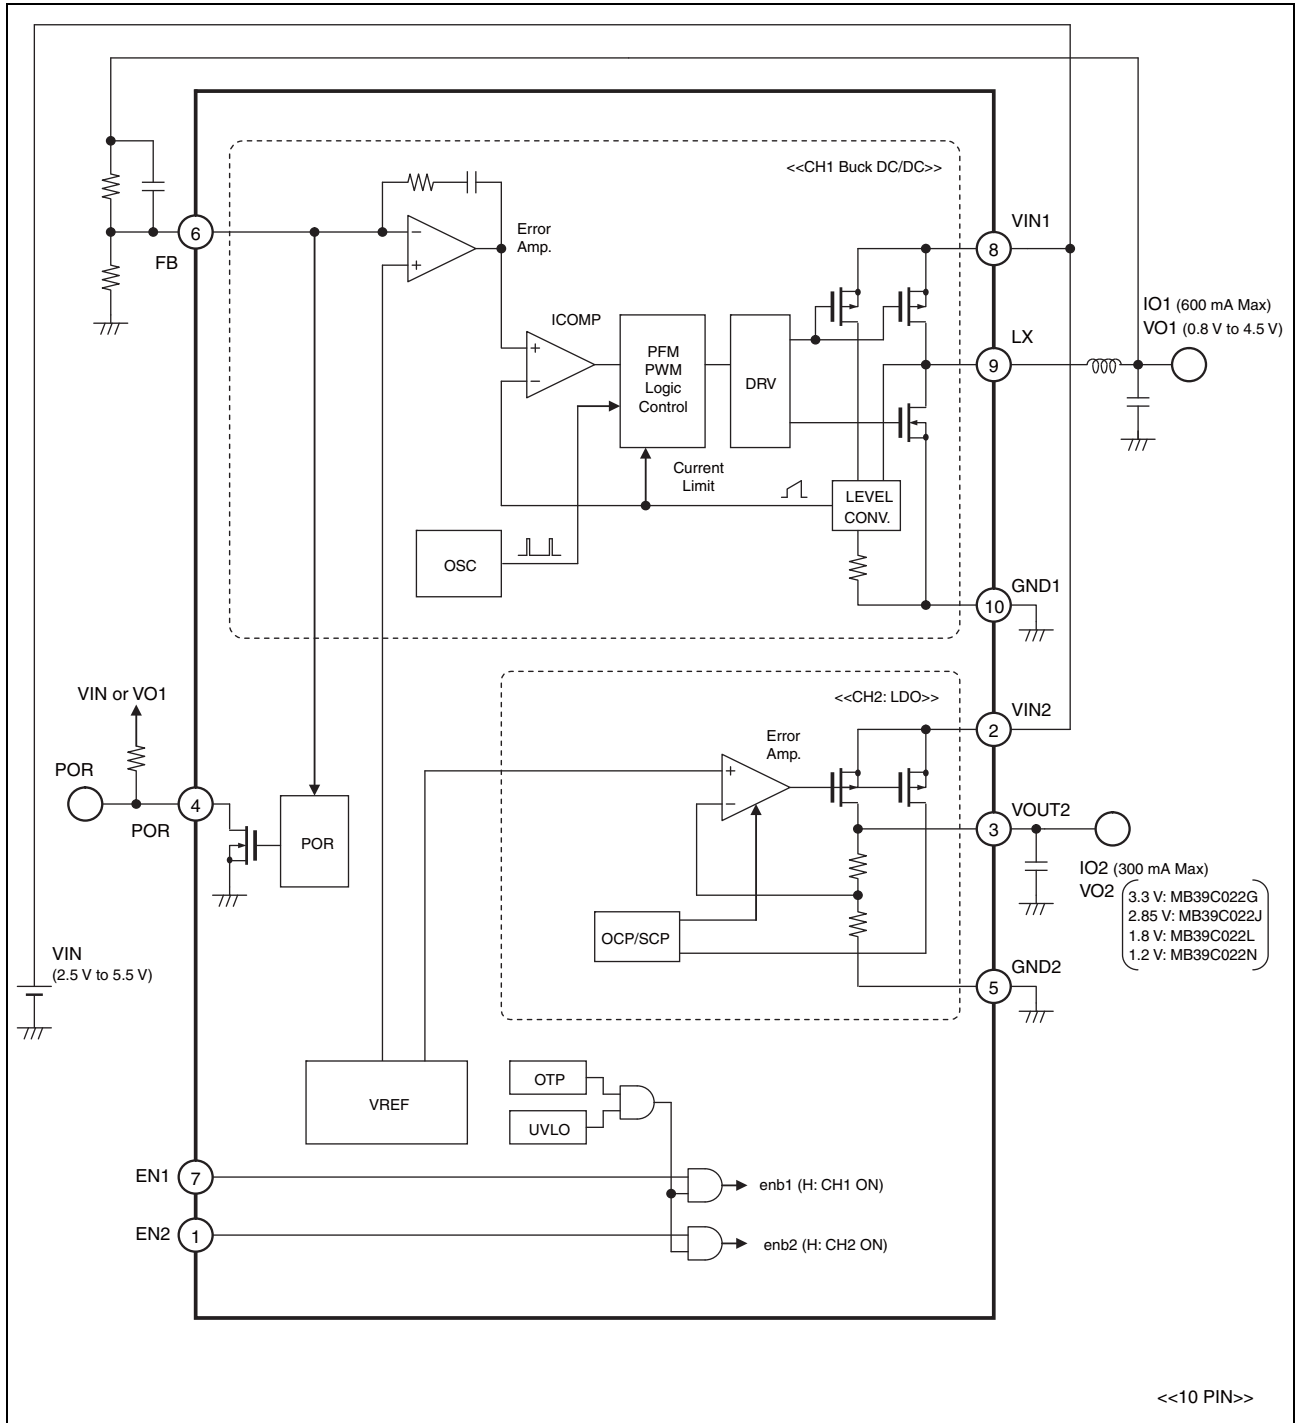 <<CH1 Buck DC/DC>>
VIN1
8
6
FB
−
+
Error
Amp.
IO1 (600 mA Max)
VO1 (0.8 V to 4.5 V)
ICOMP
+
−
PFM
PWM
Logic
Control
DRV
LX
9
Current
Limit
LEVEL
CONV.
OSC
GND1
10
<<CH2: LDO>>
VIN or VO1
VIN2
2
Error
Amp.
+
−
POR
4
POR
POR
VOUT2
3
IO2 (300 mA Max)
VO2
3.3 V: MB39C022G
2.85 V: MB39C022J
1.8 V: MB39C022L
1.2 V: MB39C022N
OCP/SCP
VIN
(2.5 V to 5.5 V)
GND2
5
VREF
OTP
UVLO
EN1
7
enb1 (H: CH1 ON)
EN2
1
enb2 (H: CH2 ON)
<<10 PIN>>